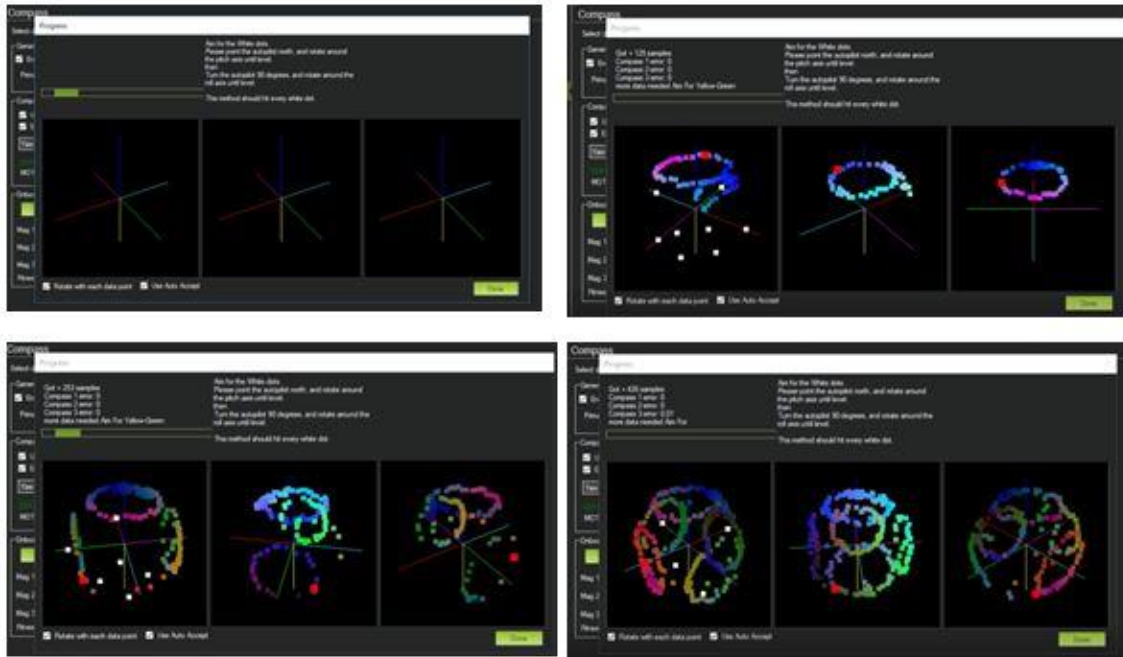 Compass
Progress
Aim for the White dots
Please point the autopilot north, and rotate around
the pitch axis until level.
then
Turn the autopilot 90 degrees, and rotate around the
roll axis until level.
This method should hit every white dot.
Rotate with each data point
Use Auto Accept
Done
Compass
Progress
Got + 125 samples
Compass 1 error: 0
Compass 2 error: 0
Compass 3 error: 0
more data needed Aim For Yellow-Green
Aim for the White dots
Please point the autopilot north, and rotate around
the pitch axis until level.
then
Turn the autopilot 90 degrees, and rotate around the
roll axis until level.
This method should hit every white dot.
Mag 1
Rotate with each data point
Use Auto Accept
Done
Compass
Progress
Got + 253 samples
Compass 1 error: 0
Compass 2 error: 0
Compass 3 error: 0
more data needed Aim For Yellow-Green
Aim for the White dots
Please point the autopilot north, and rotate around
the pitch axis until level.
then
Turn the autopilot 90 degrees, and rotate around the
roll axis until level.
This method should hit every white dot.
Mag 1
Mag 2
Rotate with each data point
Use Auto Accept
Done
Compass
Progress
Compass 1 error: 0
Compass 2 error: 0
Compass 3 error: 0.01
more data needed Aim For
Aim for the White dots
Please point the autopilot north, and rotate around
the pitch axis until level.
then
Turn the autopilot 90 degrees, and rotate around the
roll axis until level.
This method should hit every white dot.
Mag 1
Mag 2
Rotate with each data point
Use Auto Accept
Done